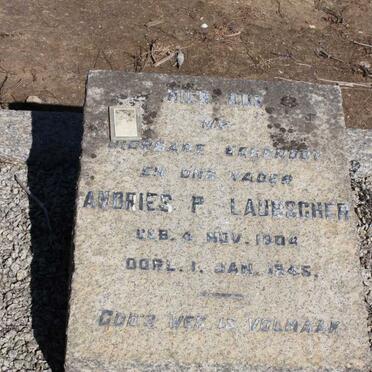 HIER RUS
MY
DIERBARE EGGENOOT
EN ONS VADER
ANDRIES P. LAUBSCHER
GEB. 4 NOV. 1904
OORL. 1. JAN. 1945.
GOD'S WEG IS VOLMAAK